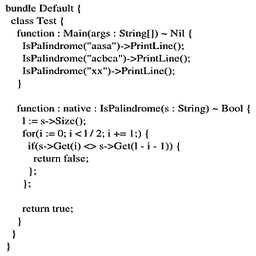 bundle Default {
class Test {
function : Main(args : String[]) ~ Nil {
IsPalindrome("aasa")->PrintLine();
IsPalindrome("acbca")->PrintLine();
IsPalindrome("xx")->PrintLine();
}
function : native : IsPalindrome(s : String) ~ Bool {
l := s->Size();
for(i := 0; i < l / 2; i += 1;) {
if(s->Get(i) <> s->Get(l - i - 1)) {
return false;
};
};
return true;
}
}
}